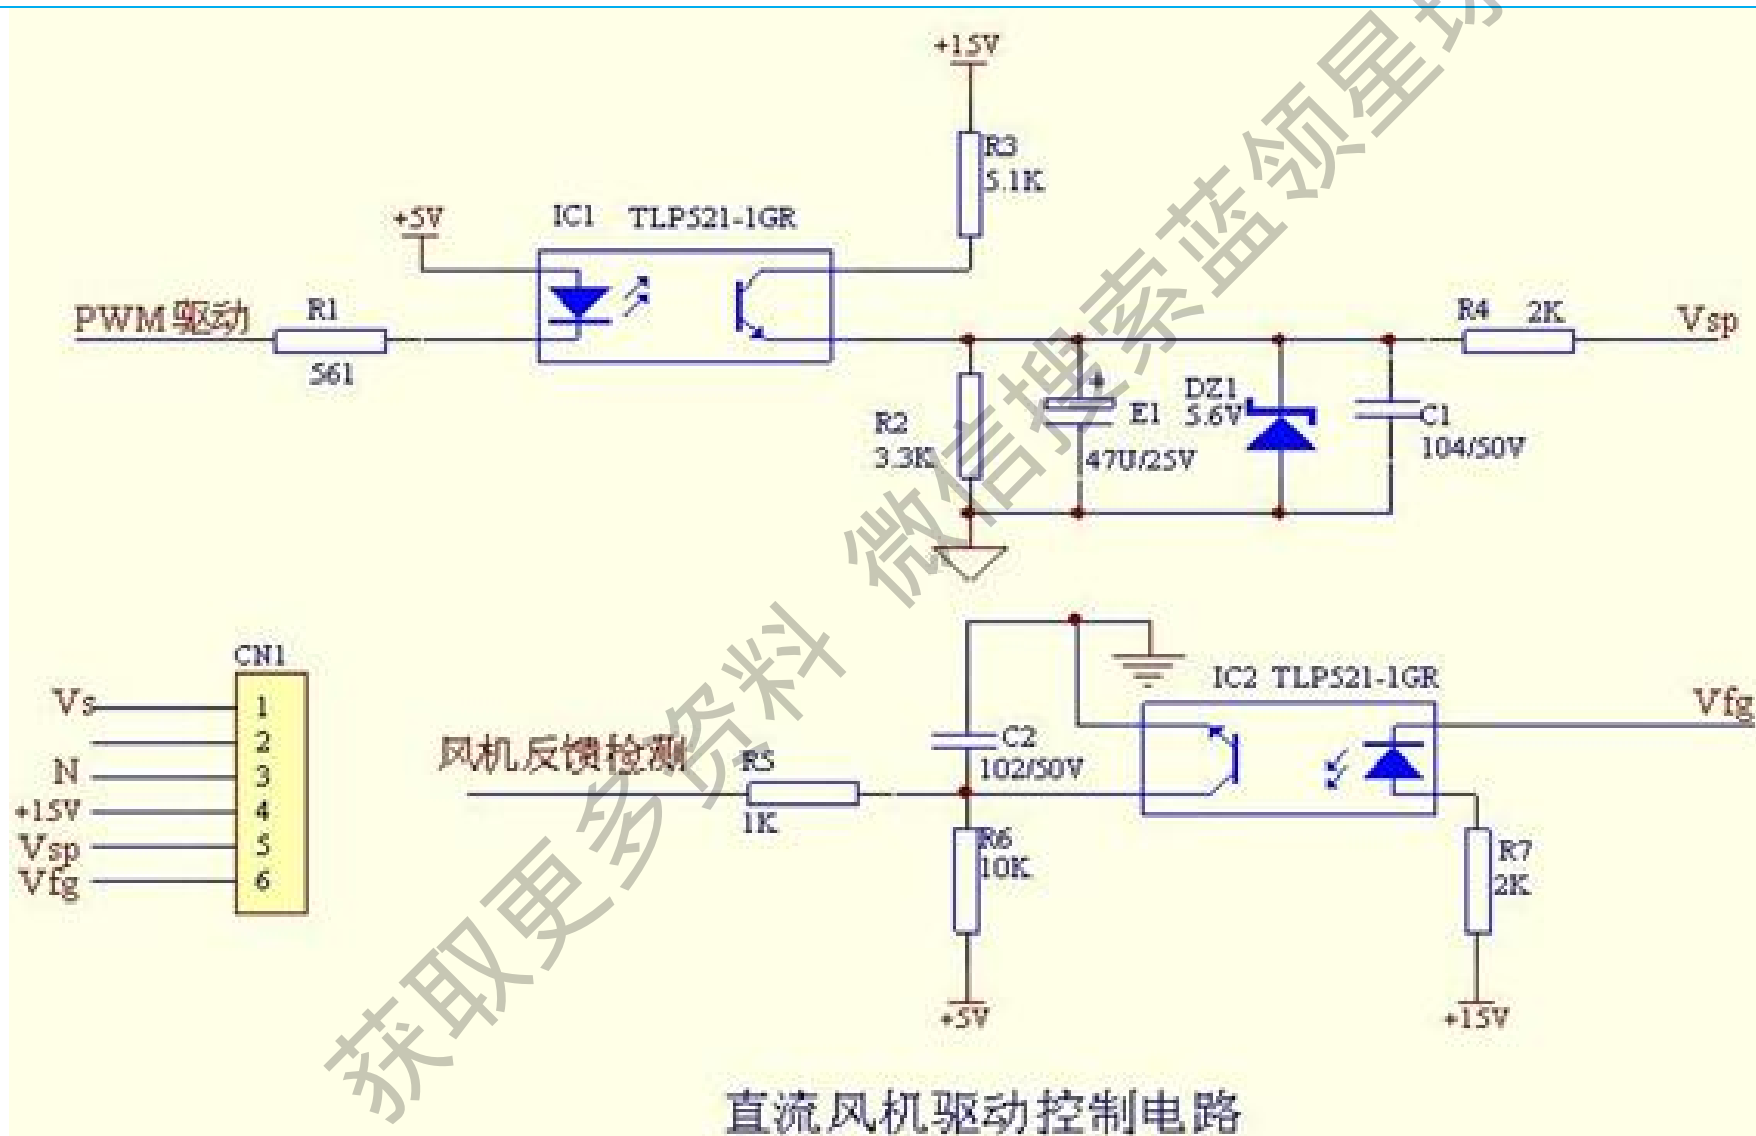 +15V
R3
5.1K
+5V
IC1 TLP521-1GR
PWM驱动
R1
561
R4 2K
Vsp
R2
3.3K
+
E1
47U/25V
DZ1
5.6V
C1
104/50V
CN1
Vs
1
2
N
3
+15V
4
Vsp
5
Vfg
6
IC2 TLP521-1GR
Vfg
风机反馈检测
R5
1K
C2
102/50V
R6
10K
R7
2K
+5V
+15V
直流风机驱动控制电路
获取更多资料 微信搜索蓝领星球